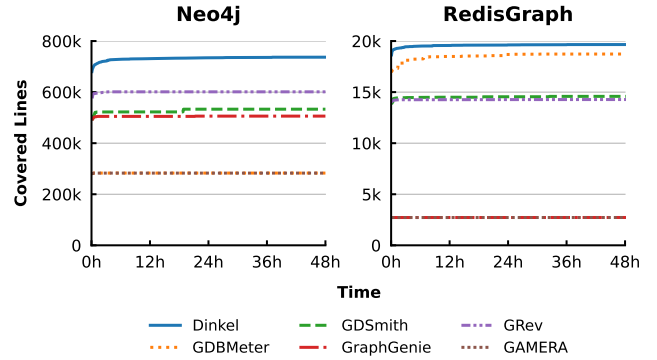 Neo4j
RedisGraph
Covered Lines
800k
600k
400k
200k
0
0h 12h 24h 36h 48h
20k
15k
10k
5k
0
0h 12h 24h 36h 48h
Time
Dinkel GDSmith GRev
GDBMeter GraphGenie GAMERA